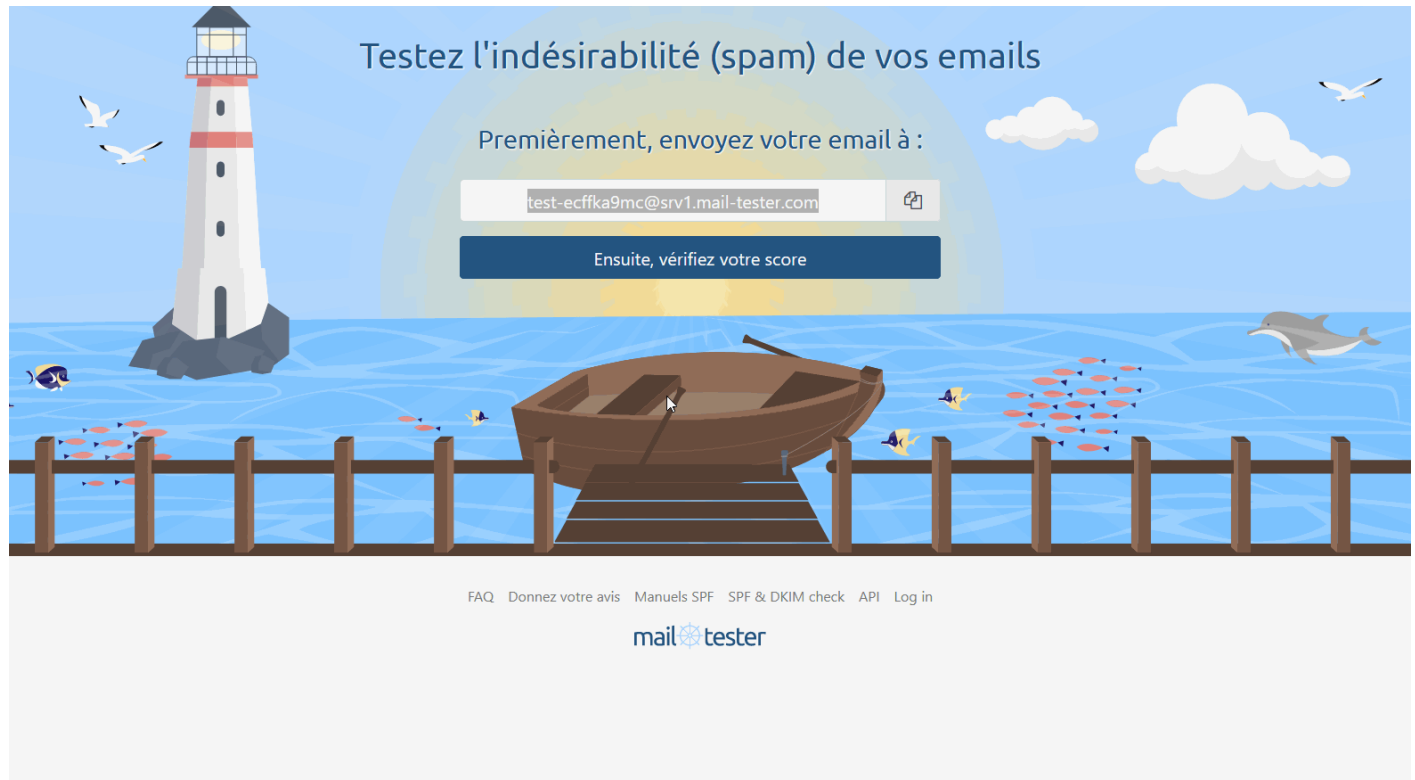 Testez l'indésirabilité (spam) de vos emails
Premièrement, envoyez votre email à :
test-ecffka9mc@srv1.mail-tester.com
Ensuite, vérifiez votre score
FAQ Donnez votre avis Manuels SPF SPF & DKIM check API Log in
mail tester